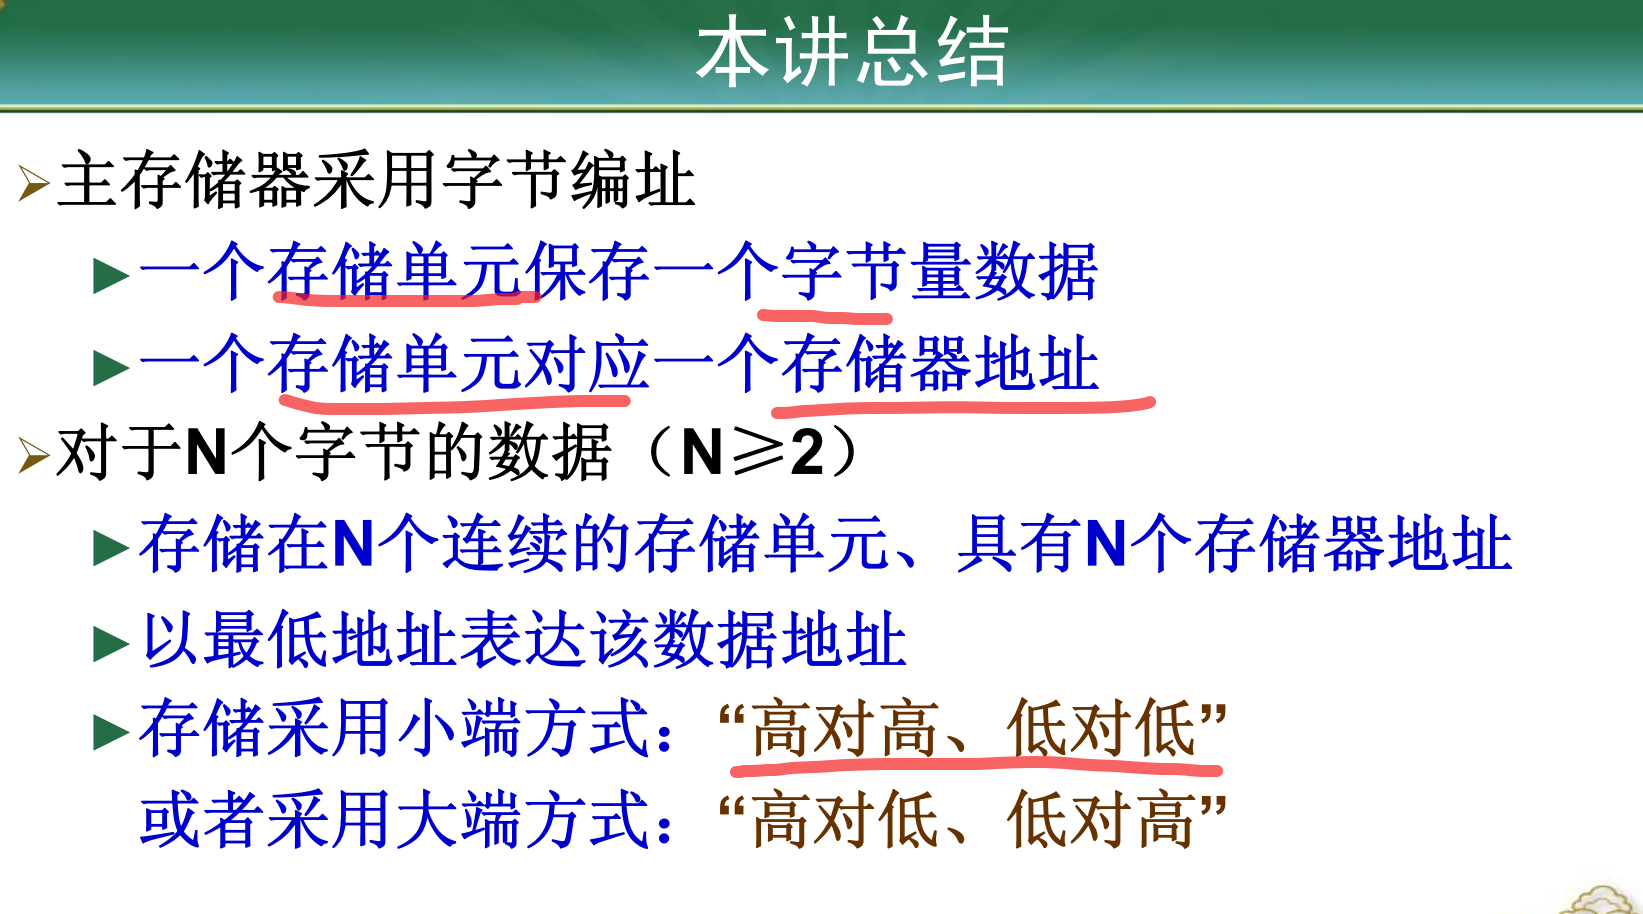 本讲总结
主存储器采用字节编址
一个存储单元保存一个字节量数据
一个存储单元对应一个存储器地址
对于N个字节的数据（N≥2）
存储在N个连续的存储单元、具有N个存储器地址
以最低地址表达该数据地址
存储采用小端方式：“高对高、低对低”
或者采用大端方式：“高对低、低对高”